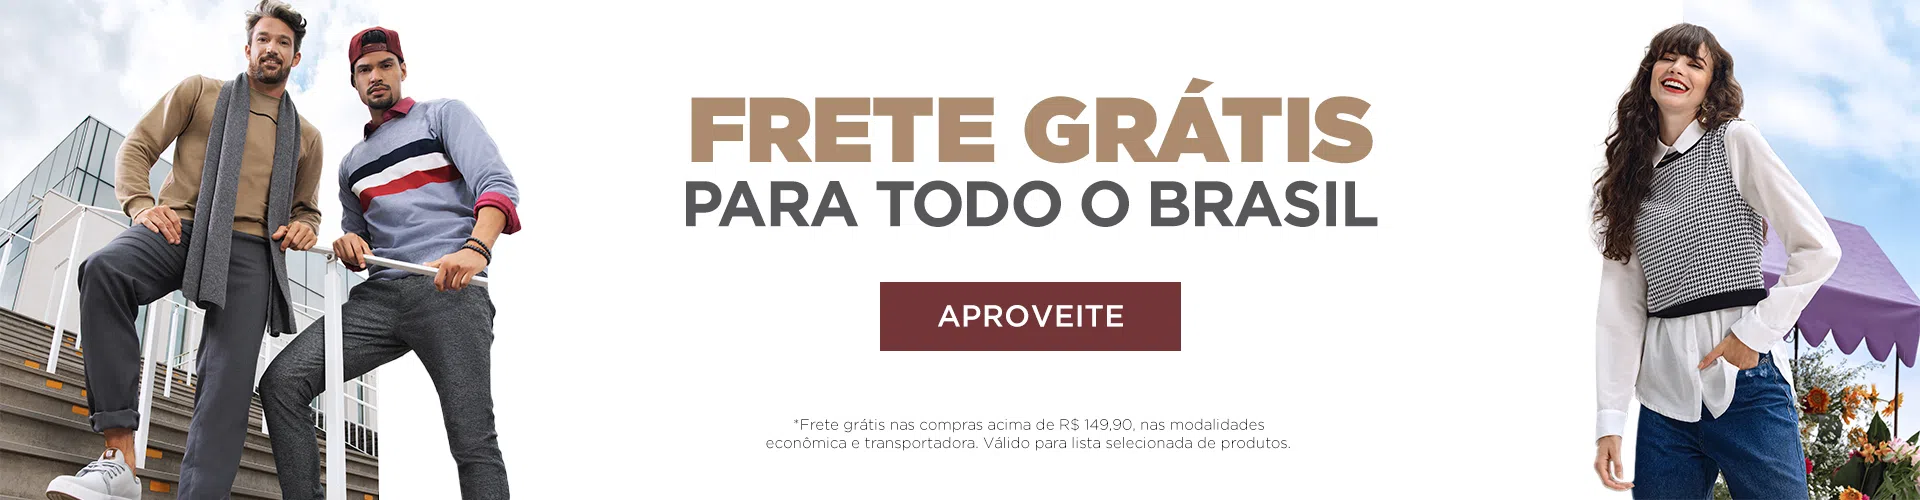 FRETE GRÁTIS
PARA TODO O BRASIL
APROVEITE
*Frete grátis nas compras acima de R$ 149,90, nas modalidades
econômica e transportadora. Válido para lista selecionada de produtos.